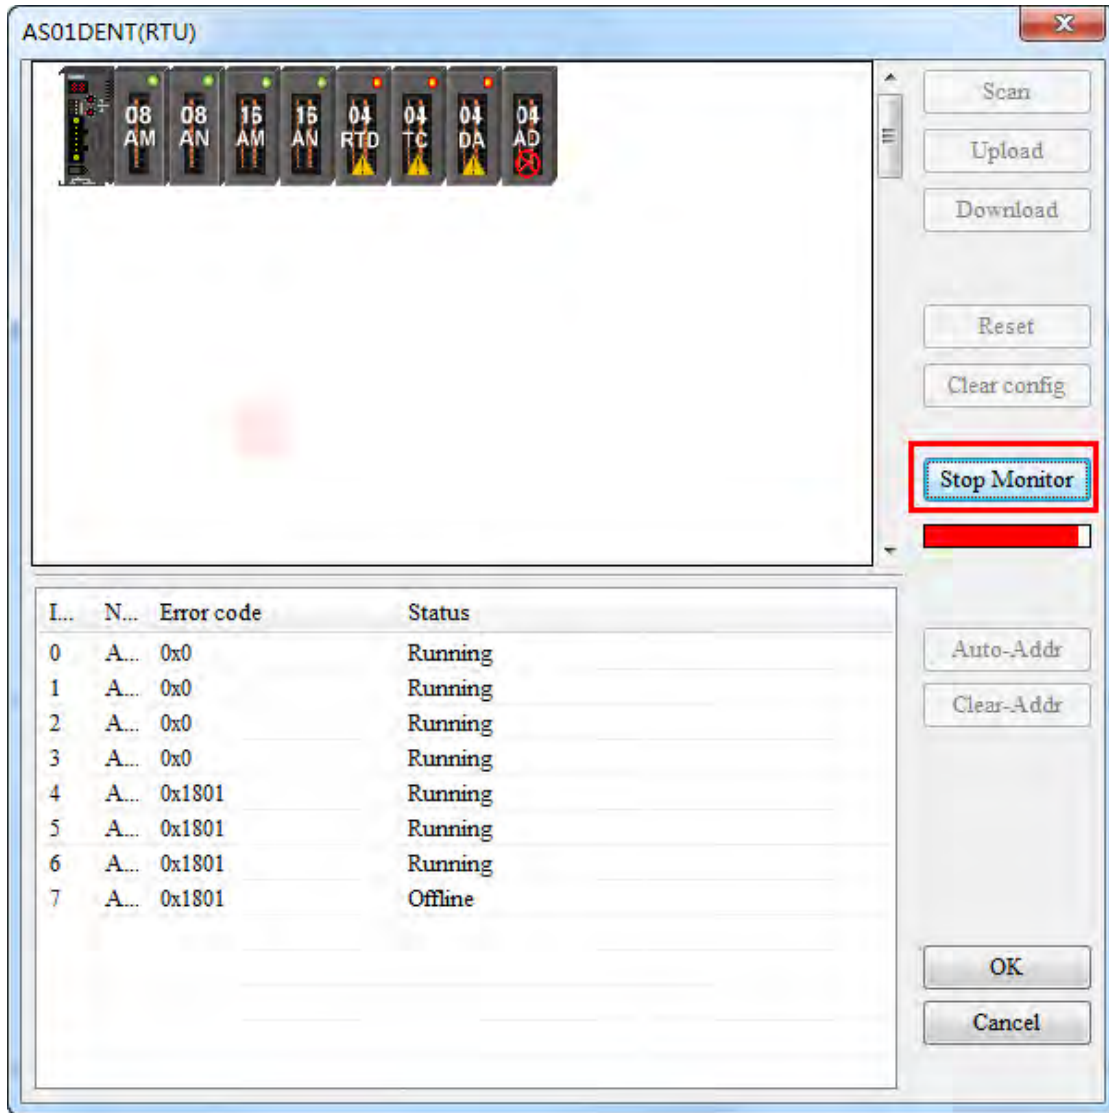 AS01DENT(RTU)
08 AM
08 AN
16 AM
16 AN
04 RTD
04 TC
04 DA
04 AD
Scan
Upload
Download
Reset
Clear config
Stop Monitor
I... N... Error code Status
0 A... 0x0 Running
1 A... 0x0 Running
2 A... 0x0 Running
3 A... 0x0 Running
4 A... 0x1801 Running
5 A... 0x1801 Running
6 A... 0x1801 Running
7 A... 0x1801 Offline
Auto-Addr
Clear-Addr
OK
Cancel